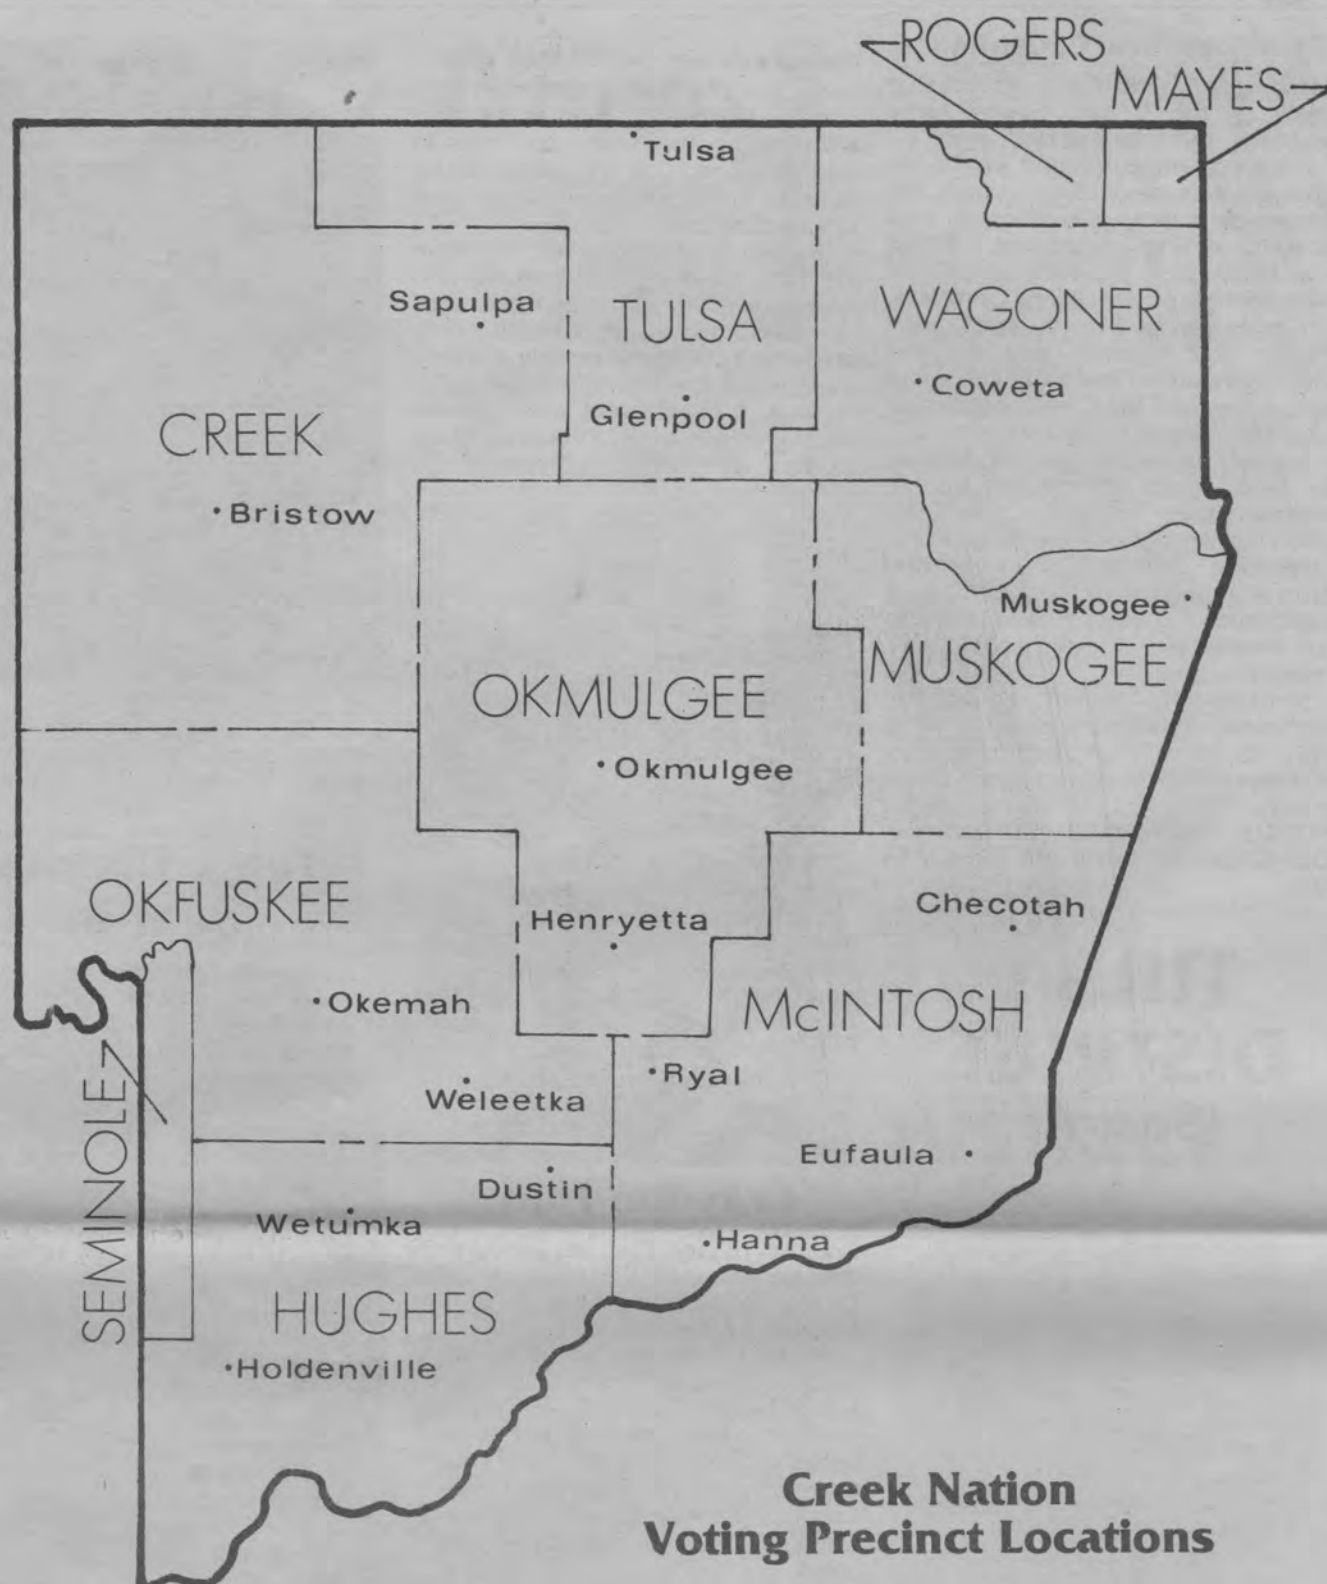 ROGERS
MAYES
Tulsa
Sapulpa
TULSA
WAGONER
Coweta
Glenpool
CREEK
Bristow
Muskogee
MUSKOGEE
OKMULGEE
Okmulgee
OKFUSKEE
Henryetta
Checotah
Okemah
McINTOSH
Ryal
Weleetka
SEMINOLE
Eufaula
Dustin
Wetumka
Hanna
HUGHES
Holdenville
Creek Nation
Voting Precinct Locations